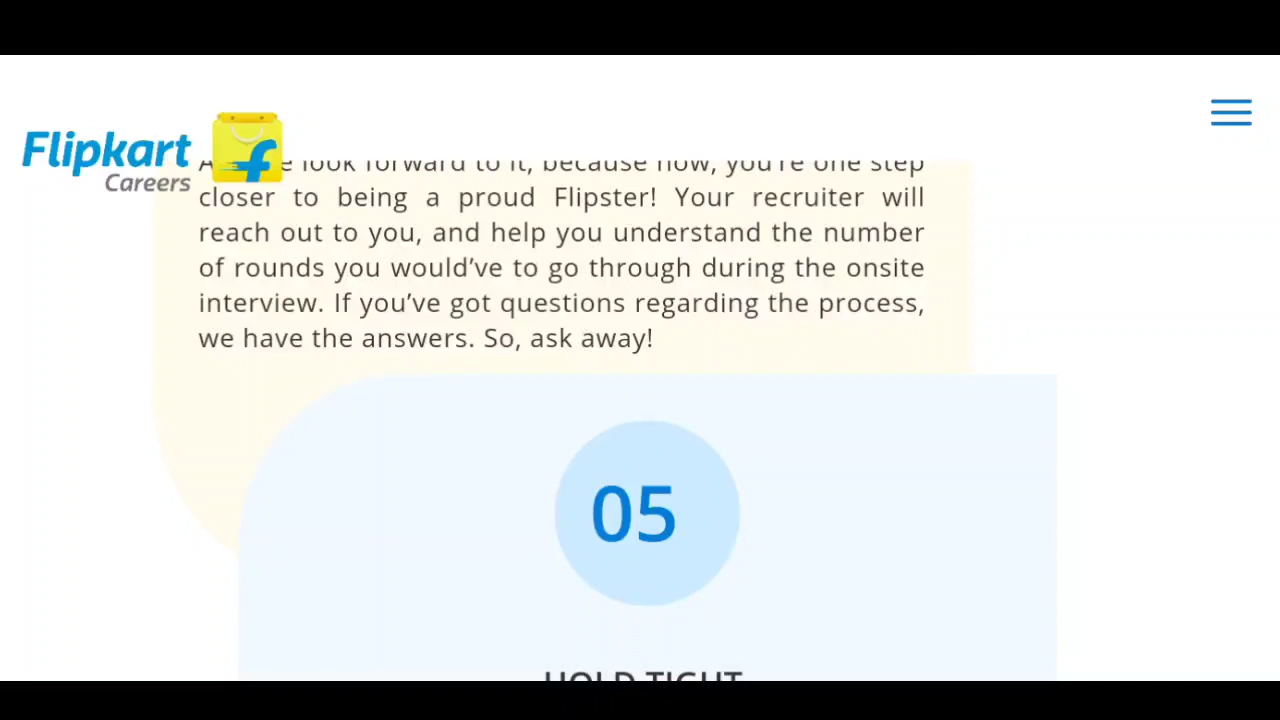 Flipkart
Careers
look forward to it, because now, you're one step
closer to being a proud Flipster! Your recruiter will
reach out to you, and help you understand the number
of rounds you would've to go through during the onsite
interview. If you've got questions regarding the process,
we have the answers. So, ask away!
05
HOLD TIGHT